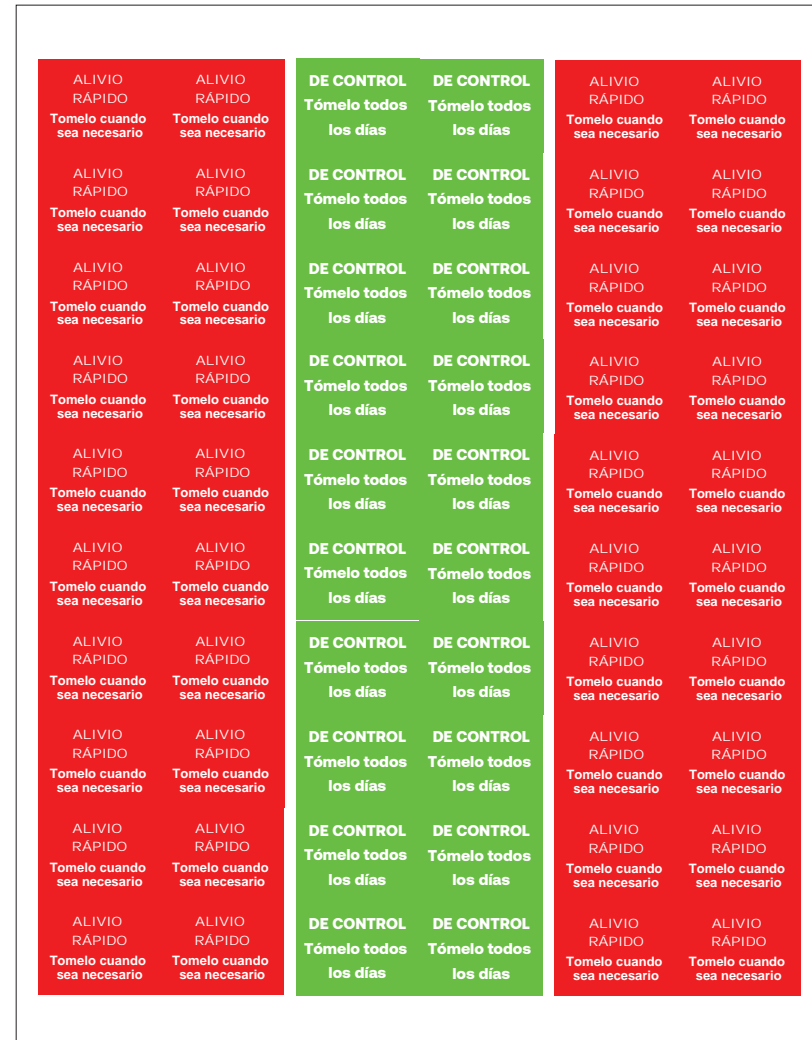 ALIVIO ALIVIO
RÁPIDO RÁPIDO
Tomelo cuando Tomelo cuando
sea necesario sea necesario
ALIVIO ALIVIO
RÁPIDO RÁPIDO
Tomelo cuando Tomelo cuando
sea necesario sea necesario
ALIVIO ALIVIO
RÁPIDO RÁPIDO
Tomelo cuando Tomelo cuando
sea necesario sea necesario
ALIVIO ALIVIO
RÁPIDO RÁPIDO
Tomelo cuando Tomelo cuando
sea necesario sea necesario
ALIVIO ALIVIO
RÁPIDO RÁPIDO
Tomelo cuando Tomelo cuando
sea necesario sea necesario
ALIVIO ALIVIO
RÁPIDO RÁPIDO
Tomelo cuando Tomelo cuando
sea necesario sea necesario
ALIVIO ALIVIO
RÁPIDO RÁPIDO
Tomelo cuando Tomelo cuando
sea necesario sea necesario
ALIVIO ALIVIO
RÁPIDO RÁPIDO
Tomelo cuando Tomelo cuando
sea necesario sea necesario
ALIVIO ALIVIO
RÁPIDO RÁPIDO
Tomelo cuando Tomelo cuando
sea necesario sea necesario
ALIVIO ALIVIO
RÁPIDO RÁPIDO
Tomelo cuando Tomelo cuando
sea necesario sea necesario
DE CONTROL DE CONTROL
Tómelo todos Tómelo todos
los días los días
DE CONTROL DE CONTROL
Tómelo todos Tómelo todos
los días los días
DE CONTROL DE CONTROL
Tómelo todos Tómelo todos
los días los días
DE CONTROL DE CONTROL
Tómelo todos Tómelo todos
los días los días
DE CONTROL DE CONTROL
Tómelo todos Tómelo todos
los días los días
DE CONTROL DE CONTROL
Tómelo todos Tómelo todos
los días los días
DE CONTROL DE CONTROL
Tómelo todos Tómelo todos
los días los días
DE CONTROL DE CONTROL
Tómelo todos Tómelo todos
los días los días
DE CONTROL DE CONTROL
Tómelo todos Tómelo todos
los días los días
DE CONTROL DE CONTROL
Tómelo todos Tómelo todos
los días los días
ALIVIO ALIVIO
RÁPIDO RÁPIDO
Tomelo cuando Tomelo cuando
sea necesario sea necesario
ALIVIO ALIVIO
RÁPIDO RÁPIDO
Tomelo cuando Tomelo cuando
sea necesario sea necesario
ALIVIO ALIVIO
RÁPIDO RÁPIDO
Tomelo cuando Tomelo cuando
sea necesario sea necesario
ALIVIO ALIVIO
RÁPIDO RÁPIDO
Tomelo cuando Tomelo cuando
sea necesario sea necesario
ALIVIO ALIVIO
RÁPIDO RÁPIDO
Tomelo cuando Tomelo cuando
sea necesario sea necesario
ALIVIO ALIVIO
RÁPIDO RÁPIDO
Tomelo cuando Tomelo cuando
sea necesario sea necesario
ALIVIO ALIVIO
RÁPIDO RÁPIDO
Tomelo cuando Tomelo cuando
sea necesario sea necesario
ALIVIO ALIVIO
RÁPIDO RÁPIDO
Tomelo cuando Tomelo cuando
sea necesario sea necesario
ALIVIO ALIVIO
RÁPIDO RÁPIDO
Tomelo cuando Tomelo cuando
sea necesario sea necesario
ALIVIO ALIVIO
RÁPIDO RÁPIDO
Tomelo cuando Tomelo cuando
sea necesario sea necesario